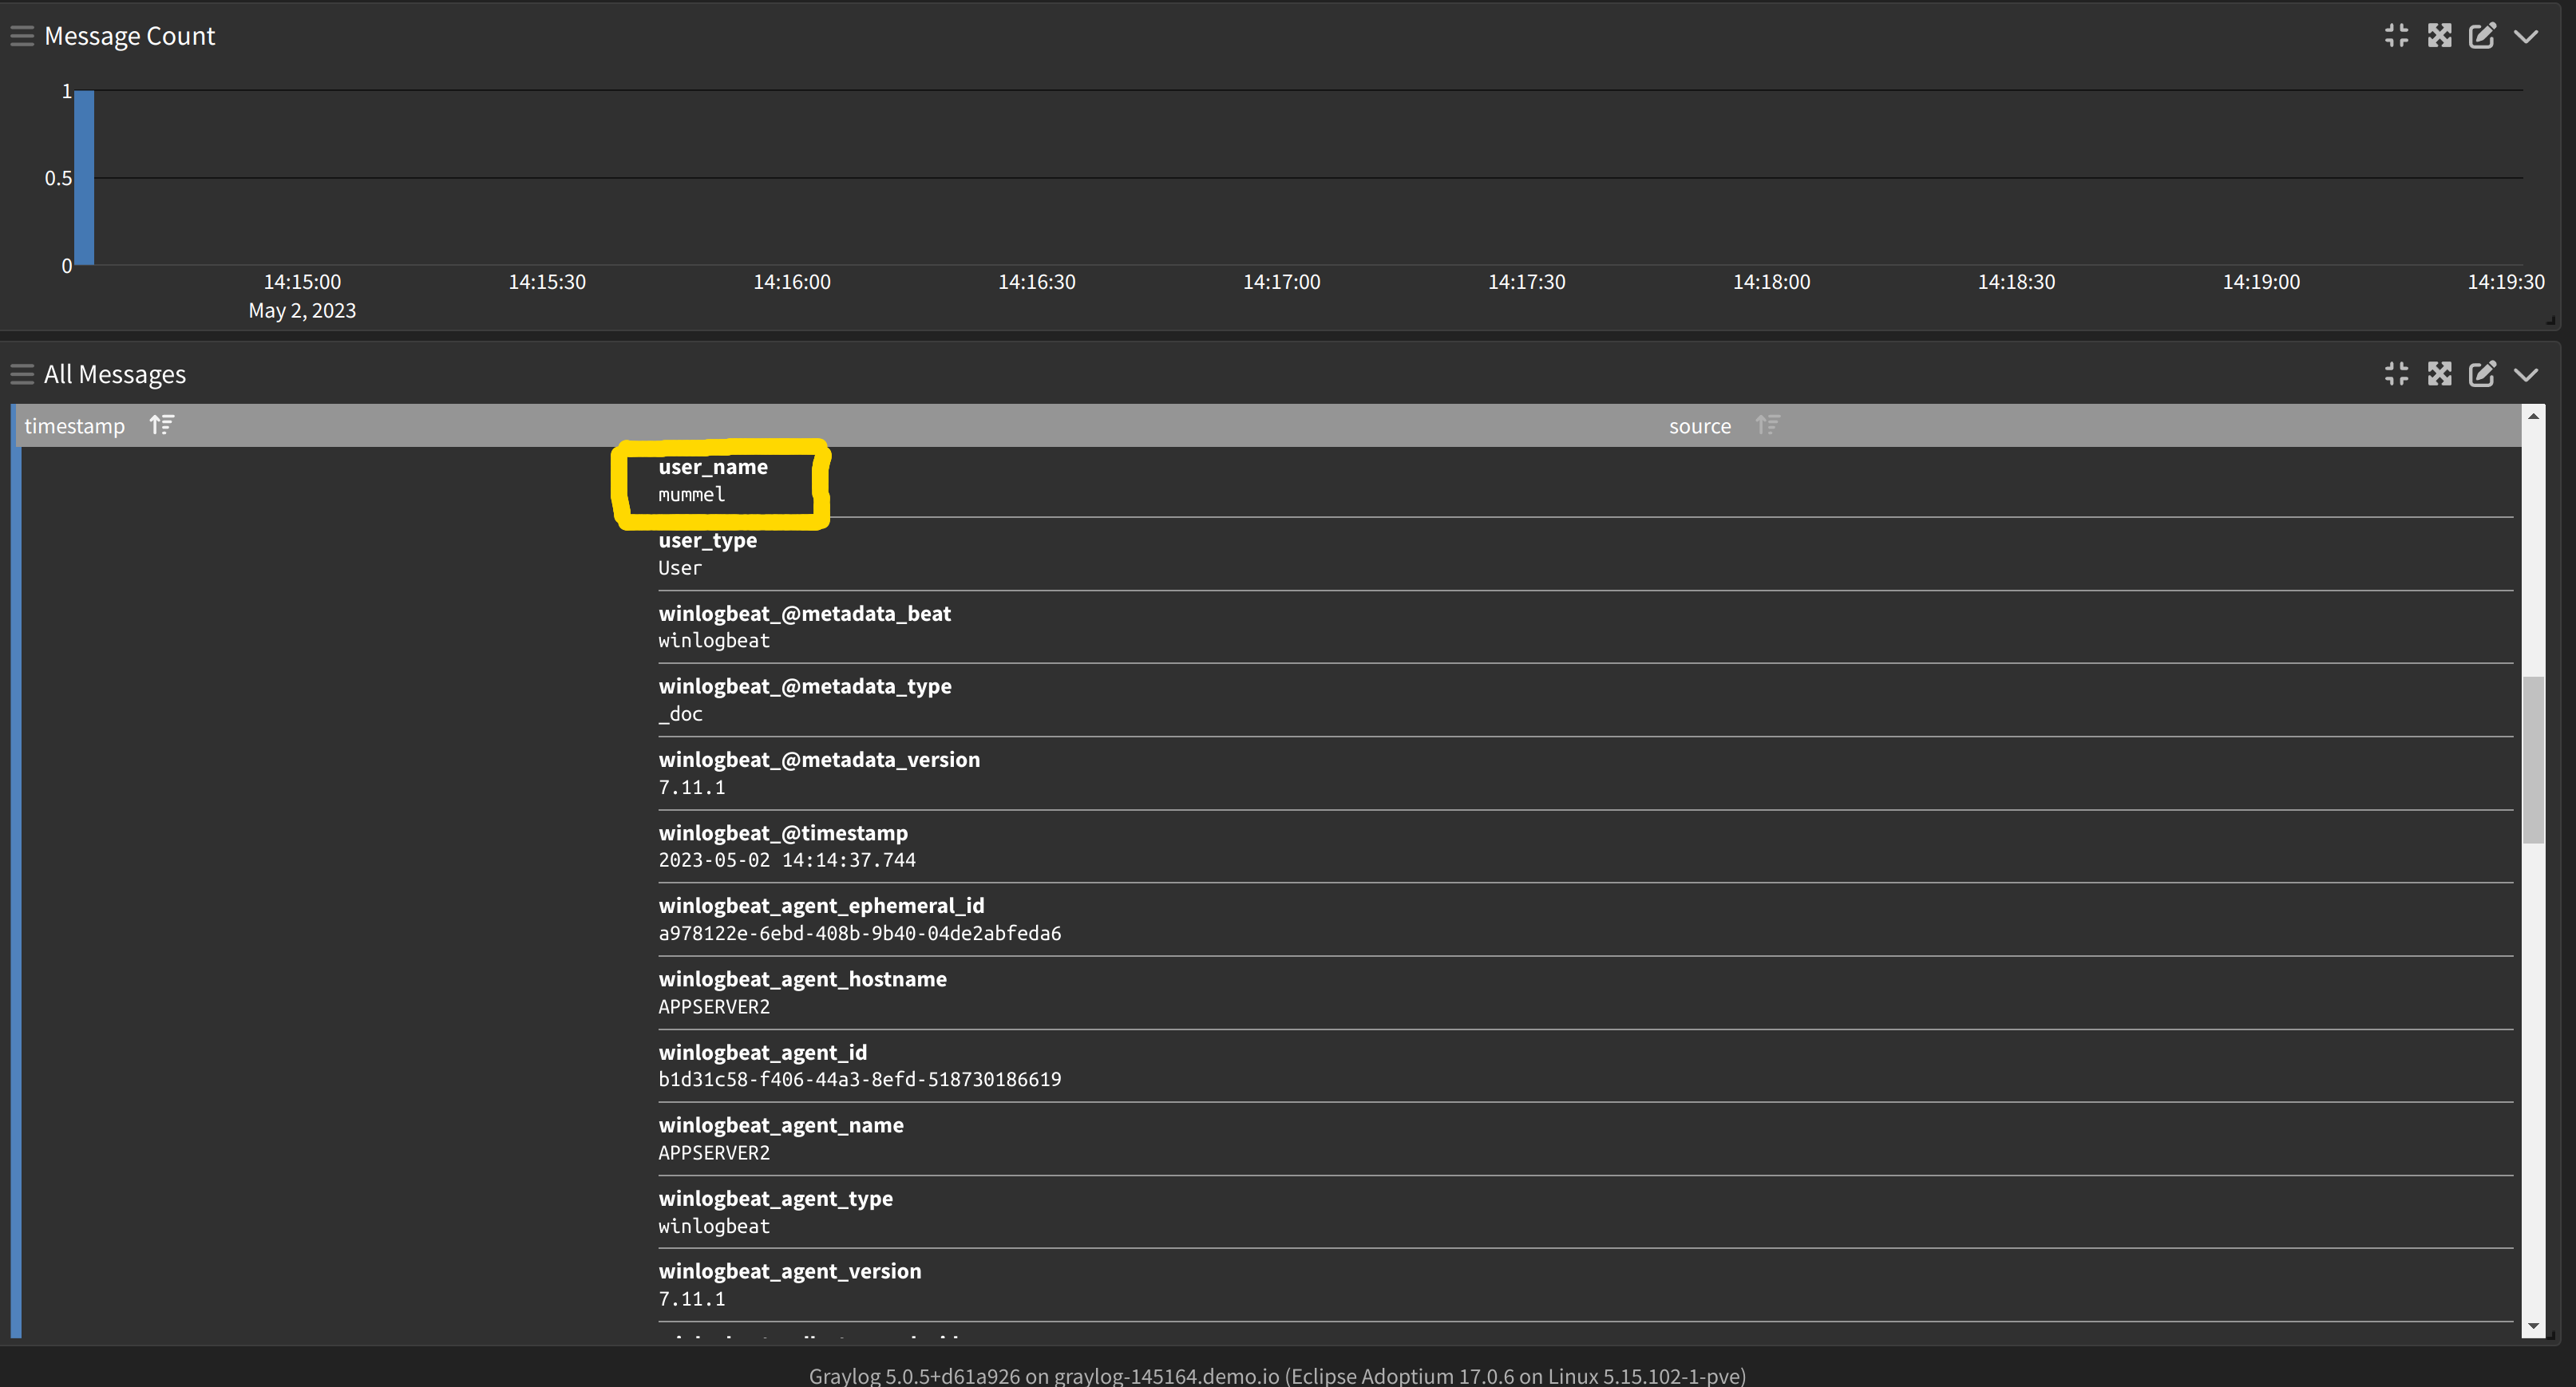 Message Count
1
0.5
0
14:15:00 14:15:30 14:16:00 14:16:30 14:17:00 14:17:30 14:18:00 14:18:30 14:19:00 14:19:30
May 2, 2023
All Messages
timestamp source
user_name
mummel
user_type
User
winlogbeat_@metadata_beat
winlogbeat
winlogbeat_@metadata_type
_doc
winlogbeat_@metadata_version
7.11.1
winlogbeat_@timestamp
2023-05-02 14:14:37.744
winlogbeat_agent_ephemeral_id
a978122e-6ebd-408b-9b40-04de2abfeda6
winlogbeat_agent_hostname
APPSERVER2
winlogbeat_agent_id
b1d31c58-f406-44a3-8efd-518730186619
winlogbeat_agent_name
APPSERVER2
winlogbeat_agent_type
winlogbeat
winlogbeat_agent_version
7.11.1
Graylog 5.0.5+d61a926 on graylog-145164.demo.io (Eclipse Adoptium 17.0.6 on Linux 5.15.102-1-pve)